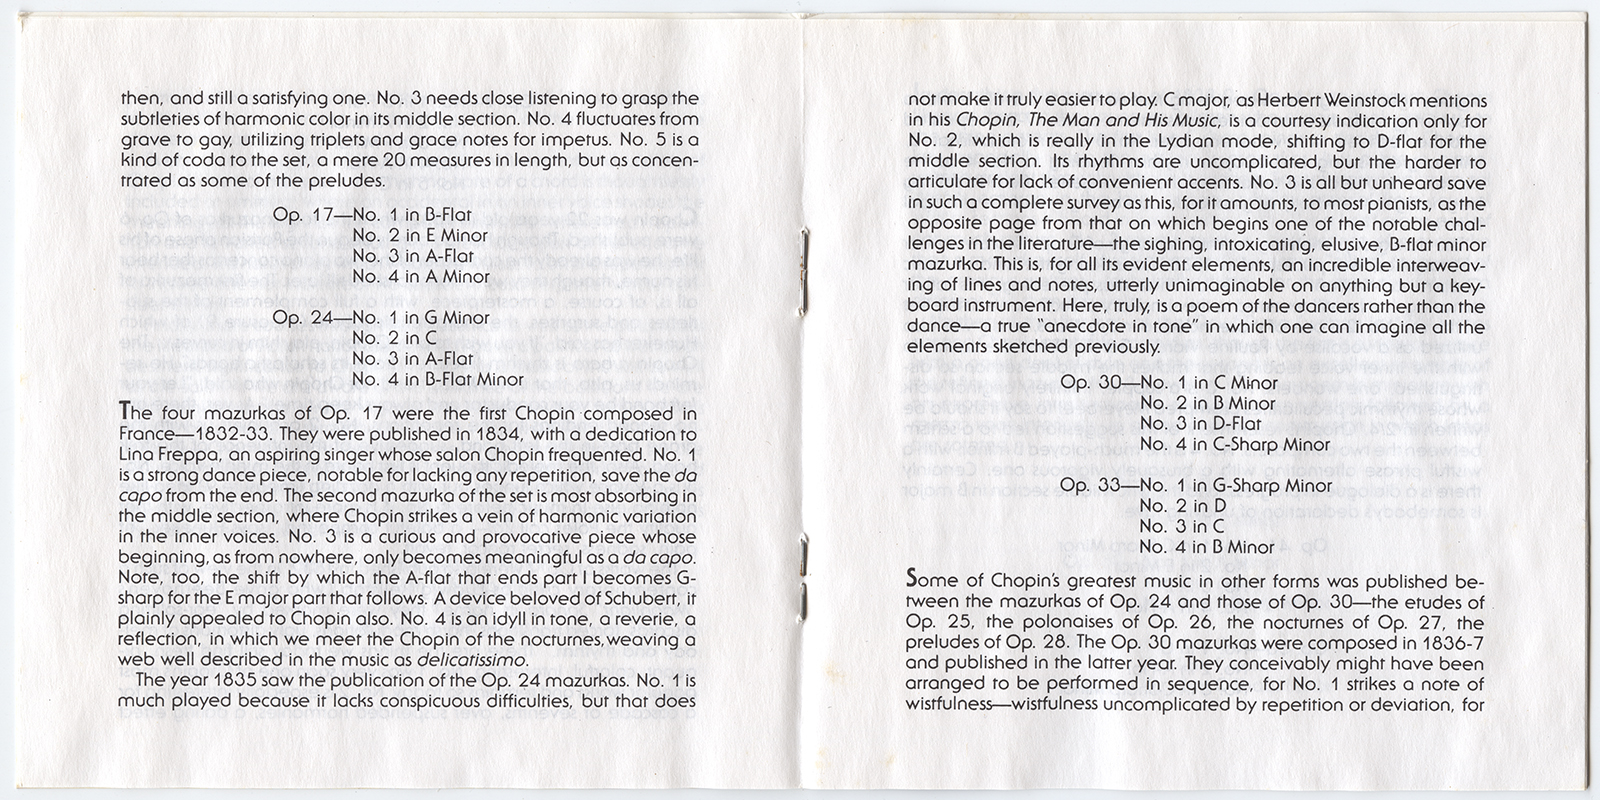 then, and still a satisfying one. No. 3 needs close listening to grasp the
subtleties of harmonic color in its middle section. No. 4 fluctuates from
grave to gay, utilizing triplets and grace notes for impetus. No. 5 is a
kind of coda to the set, a mere 20 measures in length, but as concen-
trated as some of the preludes.
Op. 17—No. 1 in B-Flat
No. 2 in E Minor
No. 3 in A-Flat
No. 4 in A Minor
Op. 24—No. 1 in G Minor
No. 2 in C
No. 3 in A-Flat
No. 4 in B-Flat Minor
The four mazurkas of Op. 17 were the first Chopin composed in
France—1832-33. They were published in 1834, with a dedication to
Lina Freppa, an aspiring singer whose salon Chopin frequented. No. 1
is a strong dance piece, notable for lacking any repetition, save the da
capo from the end. The second mazurka of the set is most absorbing in
the middle section, where Chopin strikes a vein of harmonic variation
in the inner voices. No. 3 is a curious and provocative piece whose
beginning, as from nowhere, only becomes meaningful as a da capo.
Note, too, the shift by which the A-flat that ends part I becomes G-
sharp for the E major part that follows. A device beloved of Schubert, it
plainly appealed to Chopin also. No. 4 is an idyll in tone, a reverie, a
reflection, in which we meet the Chopin of the nocturnes, weaving a
web well described in the music as delicatissimo.
The year 1835 saw the publication of the Op. 24 mazurkas. No. 1 is
much played because it lacks conspicuous difficulties, but that does
not make it truly easier to play. C major, as Herbert Weinstock mentions
in his Chopin, The Man and His Music, is a courtesy indication only for
No. 2, which is really in the Lydian mode, shifting to D-flat for the
middle section. Its rhythms are uncomplicated, but the harder to
articulate for lack of convenient accents. No. 3 is all but unheard save
in such a complete survey as this, for it amounts, to most pianists, as the
opposite page from that on which begins one of the notable chal-
lenges in the literature—the sighing, intoxicating, elusive, B-flat minor
mazurka. This is, for all its evident elements, an incredible interweav-
ing of lines and notes, utterly unimaginable on anything but a key-
board instrument. Here, truly, is a poem of the dancers rather than the
dance—a true "anecdote in tone" in which one can imagine all the
elements sketched previously.
Op. 30—No. 1 in C Minor
No. 2 in B Minor
No. 3 in D-Flat
No. 4 in C-Sharp Minor
Op. 33—No. 1 in G-Sharp Minor
No. 2 in D
No. 3 in C
No. 4 in B Minor
Some of Chopin's greatest music in other forms was published be-
tween the mazurkas of Op. 24 and those of Op. 30—the etudes of
Op. 25, the polonaises of Op. 26, the nocturnes of Op. 27, the
preludes of Op. 28. The Op. 30 mazurkas were composed in 1836-7
and published in the latter year. They conceivably might have been
arranged to be performed in sequence, for No. 1 strikes a note of
wistfulness—wistfulness uncomplicated by repetition or deviation, for